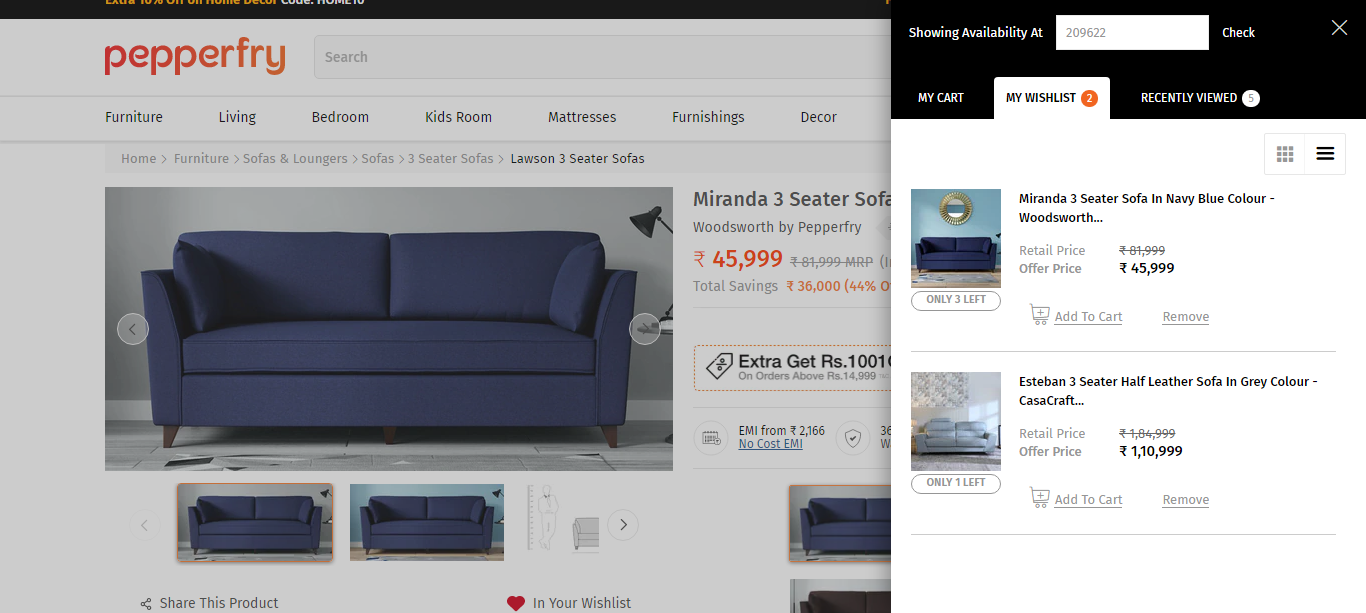 Extra 10% Off on Home Decor Code: HOME10
Showing Availability At 209622 Check
pepperfry
Search
MY CART MY WISHLIST 2 RECENTLY VIEWED 5
Furniture Living Bedroom Kids Room Mattresses Furnishings Decor
Home > Furniture > Sofas & Loungers > Sofas > 3 Seater Sofas > Lawson 3 Seater Sofas
Miranda 3 Seater Sofa
Woodsworth by Pepperfry
₹ 45,999 ₹ 81,999 MRP (I
Total Savings ₹ 36,000 (44% O
Extra Get Rs.1001
On Orders Above Rs.14,999
EMI from ₹ 2,166
No Cost EMI
36
W
Share This Product
In Your Wishlist
Miranda 3 Seater Sofa In Navy Blue Colour -
Woodsworth...
Retail Price ₹ 81,999
Offer Price ₹ 45,999
ONLY 3 LEFT
Add To Cart Remove
Esteban 3 Seater Half Leather Sofa In Grey Colour -
CasaCraft...
Retail Price ₹ 1,84,999
Offer Price ₹ 1,10,999
ONLY 1 LEFT
Add To Cart Remove